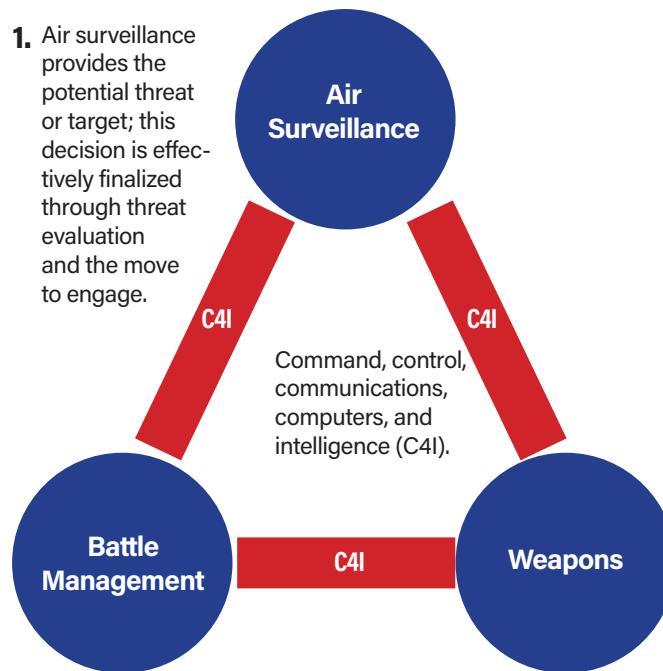 1. Air surveillance
provides the
potential threat
or target; this
decision is effec-
tively finalized
through threat
evaluation
and the move
to engage.
Air
Surveillance
C4I
C4I
Command, control,
communications,
computers, and
intelligence (C4I).
Battle
Management
C4I
Weapons